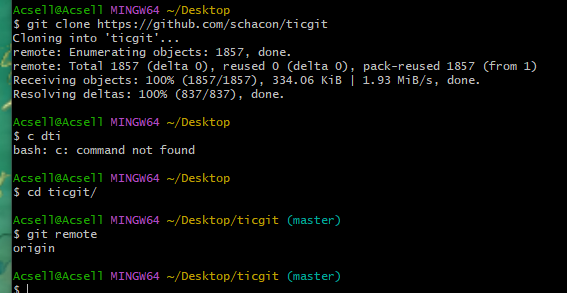 Acsell@Acsell MINGW64 ~/Desktop
$ git clone https://github.com/schacon/ticgit
Cloning into 'ticgit'...
remote: Enumerating objects: 1857, done.
remote: Total 1857 (delta 0), reused 0 (delta 0), pack-reused 1857 (from 1)
Receiving objects: 100% (1857/1857), 334.06 KiB | 1.93 MiB/s, done.
Resolving deltas: 100% (837/837), done.
Acsell@Acsell MINGW64 ~/Desktop
$ c dti
bash: c: command not found
Acsell@Acsell MINGW64 ~/Desktop
$ cd ticgit/
Acsell@Acsell MINGW64 ~/Desktop/ticgit (master)
$ git remote
origin
Acsell@Acsell MINGW64 ~/Desktop/ticgit (master)
$